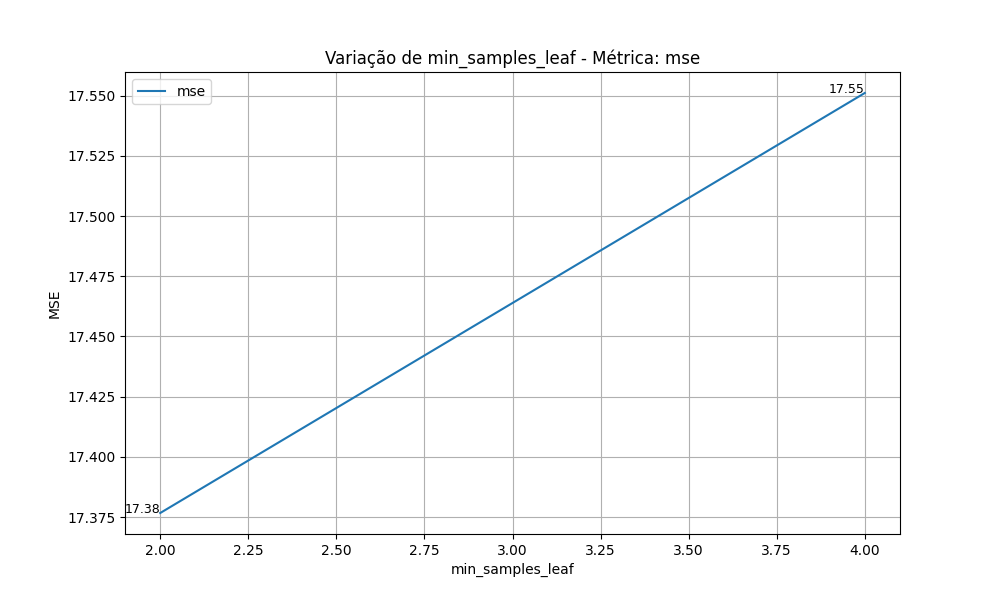 Variação de min_samples_leaf - Métrica: mse
mse
17.55
17.38
17.550
17.525
17.500
17.475
17.450
17.425
17.400
17.375
MSE
2.00 2.25 2.50 2.75 3.00 3.25 3.50 3.75 4.00
min_samples_leaf